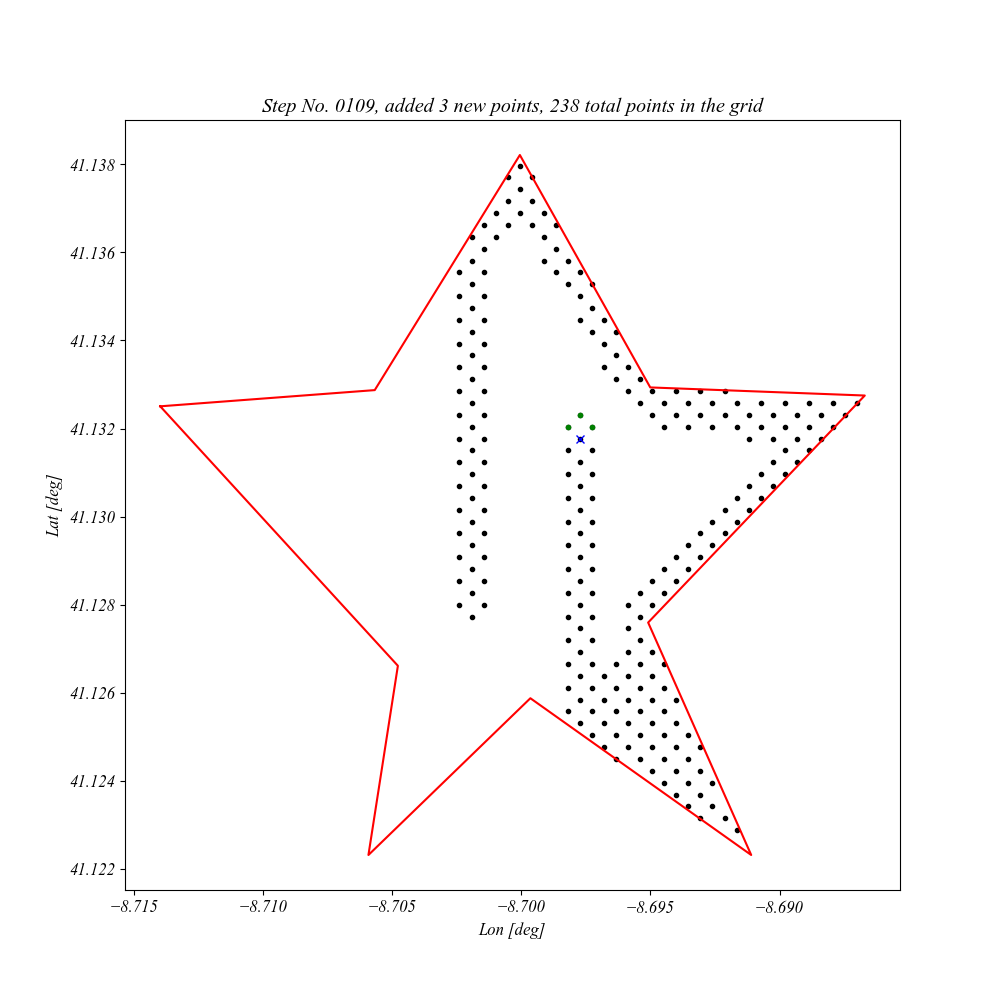 Step No. 0109, added 3 new points, 238 total points in the grid
41.138
41.136
41.134
41.132
41.130
41.128
41.126
41.124
41.122
Lat [deg]
−8.715 −8.710 −8.705 −8.700 −8.695 −8.690
Lon [deg]